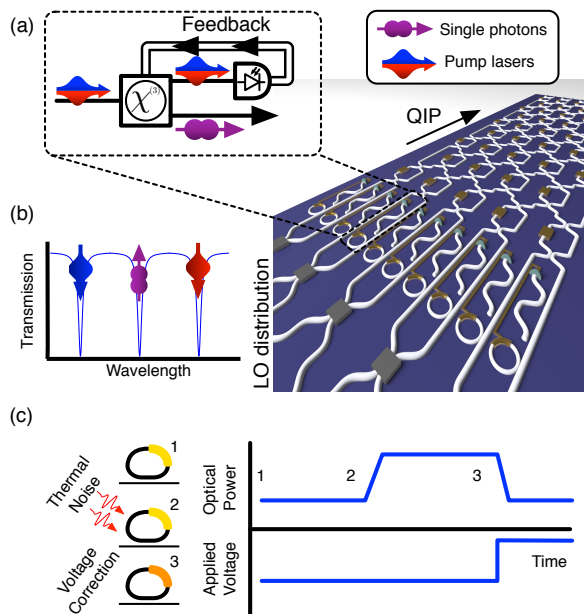 (a)
Feedback
χ(3)
Single photons
Pump lasers
QIP
(b)
Transmission
Wavelength
LO distribution
(c)
Thermal
Noise
Voltage
Correction
1
2
3
Optical
Power
1
2
3
Applied
Voltage
Time